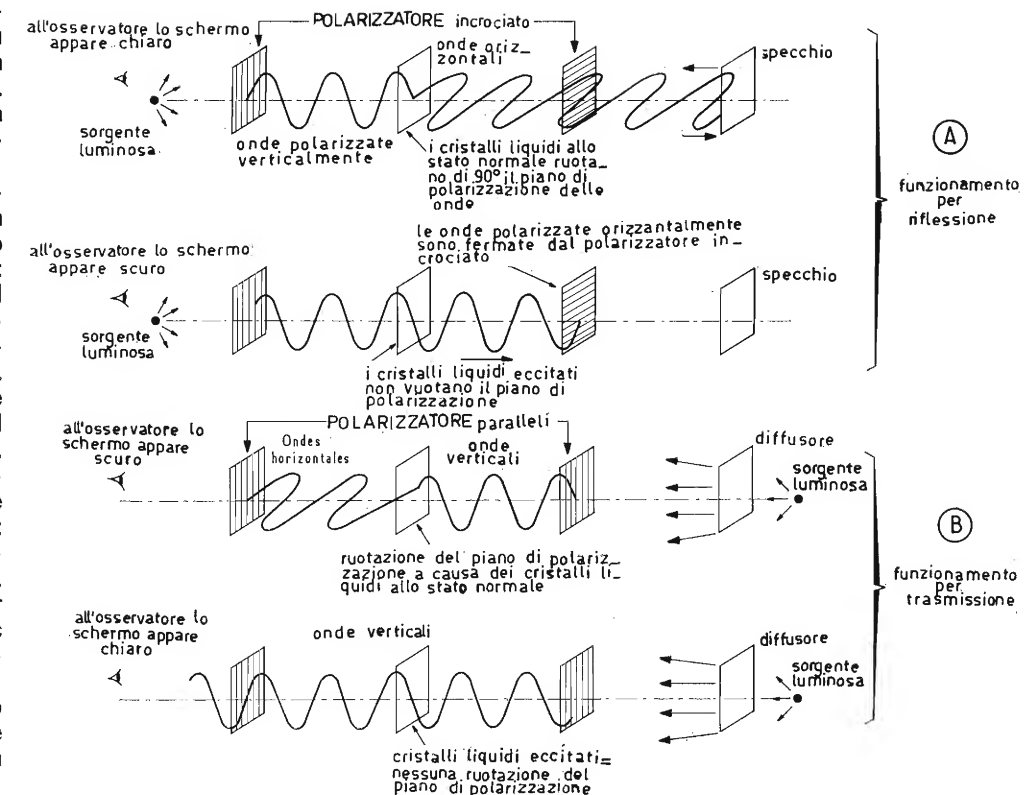 POLARIZZATORE incrociato
all'osservatore lo schermo
appare chiaro
onde oriz_
zontali
specchio
sorgente
luminosa
onde polarizzate
verticalmente
i cristalli liquidi allo
stato normale ruota_
no di 90° il piano di
polarizzazione delle
onde
A
funzionamento
per
riflessione
le onde polarizzate orizzantalmente
sono fermate dal polarizzatore in_
crociato
all'osservatore lo schermo
appare scuro
specchio
sorgente
luminosa
i cristalli liquidi eccitati
non vuotano il piano di
polarizzazione
POLARIZZATORE paralleli
all'osservatore lo
schermo appare
scuro
Ondes
horizontales
onde
verticali
diffusore
sorgente
luminosa
ruotazione del piano di polariz_
zazione a causa dei cristalli li_
quidi allo stato normale
B
funzionamento
per
trasmissione
all'osservatore lo
schermo appare
chiaro
onde verticali
diffusore
sorgente
luminosa
cristalli liquidi eccitati=
nessuna ruotazione del
piano di polarizzazione